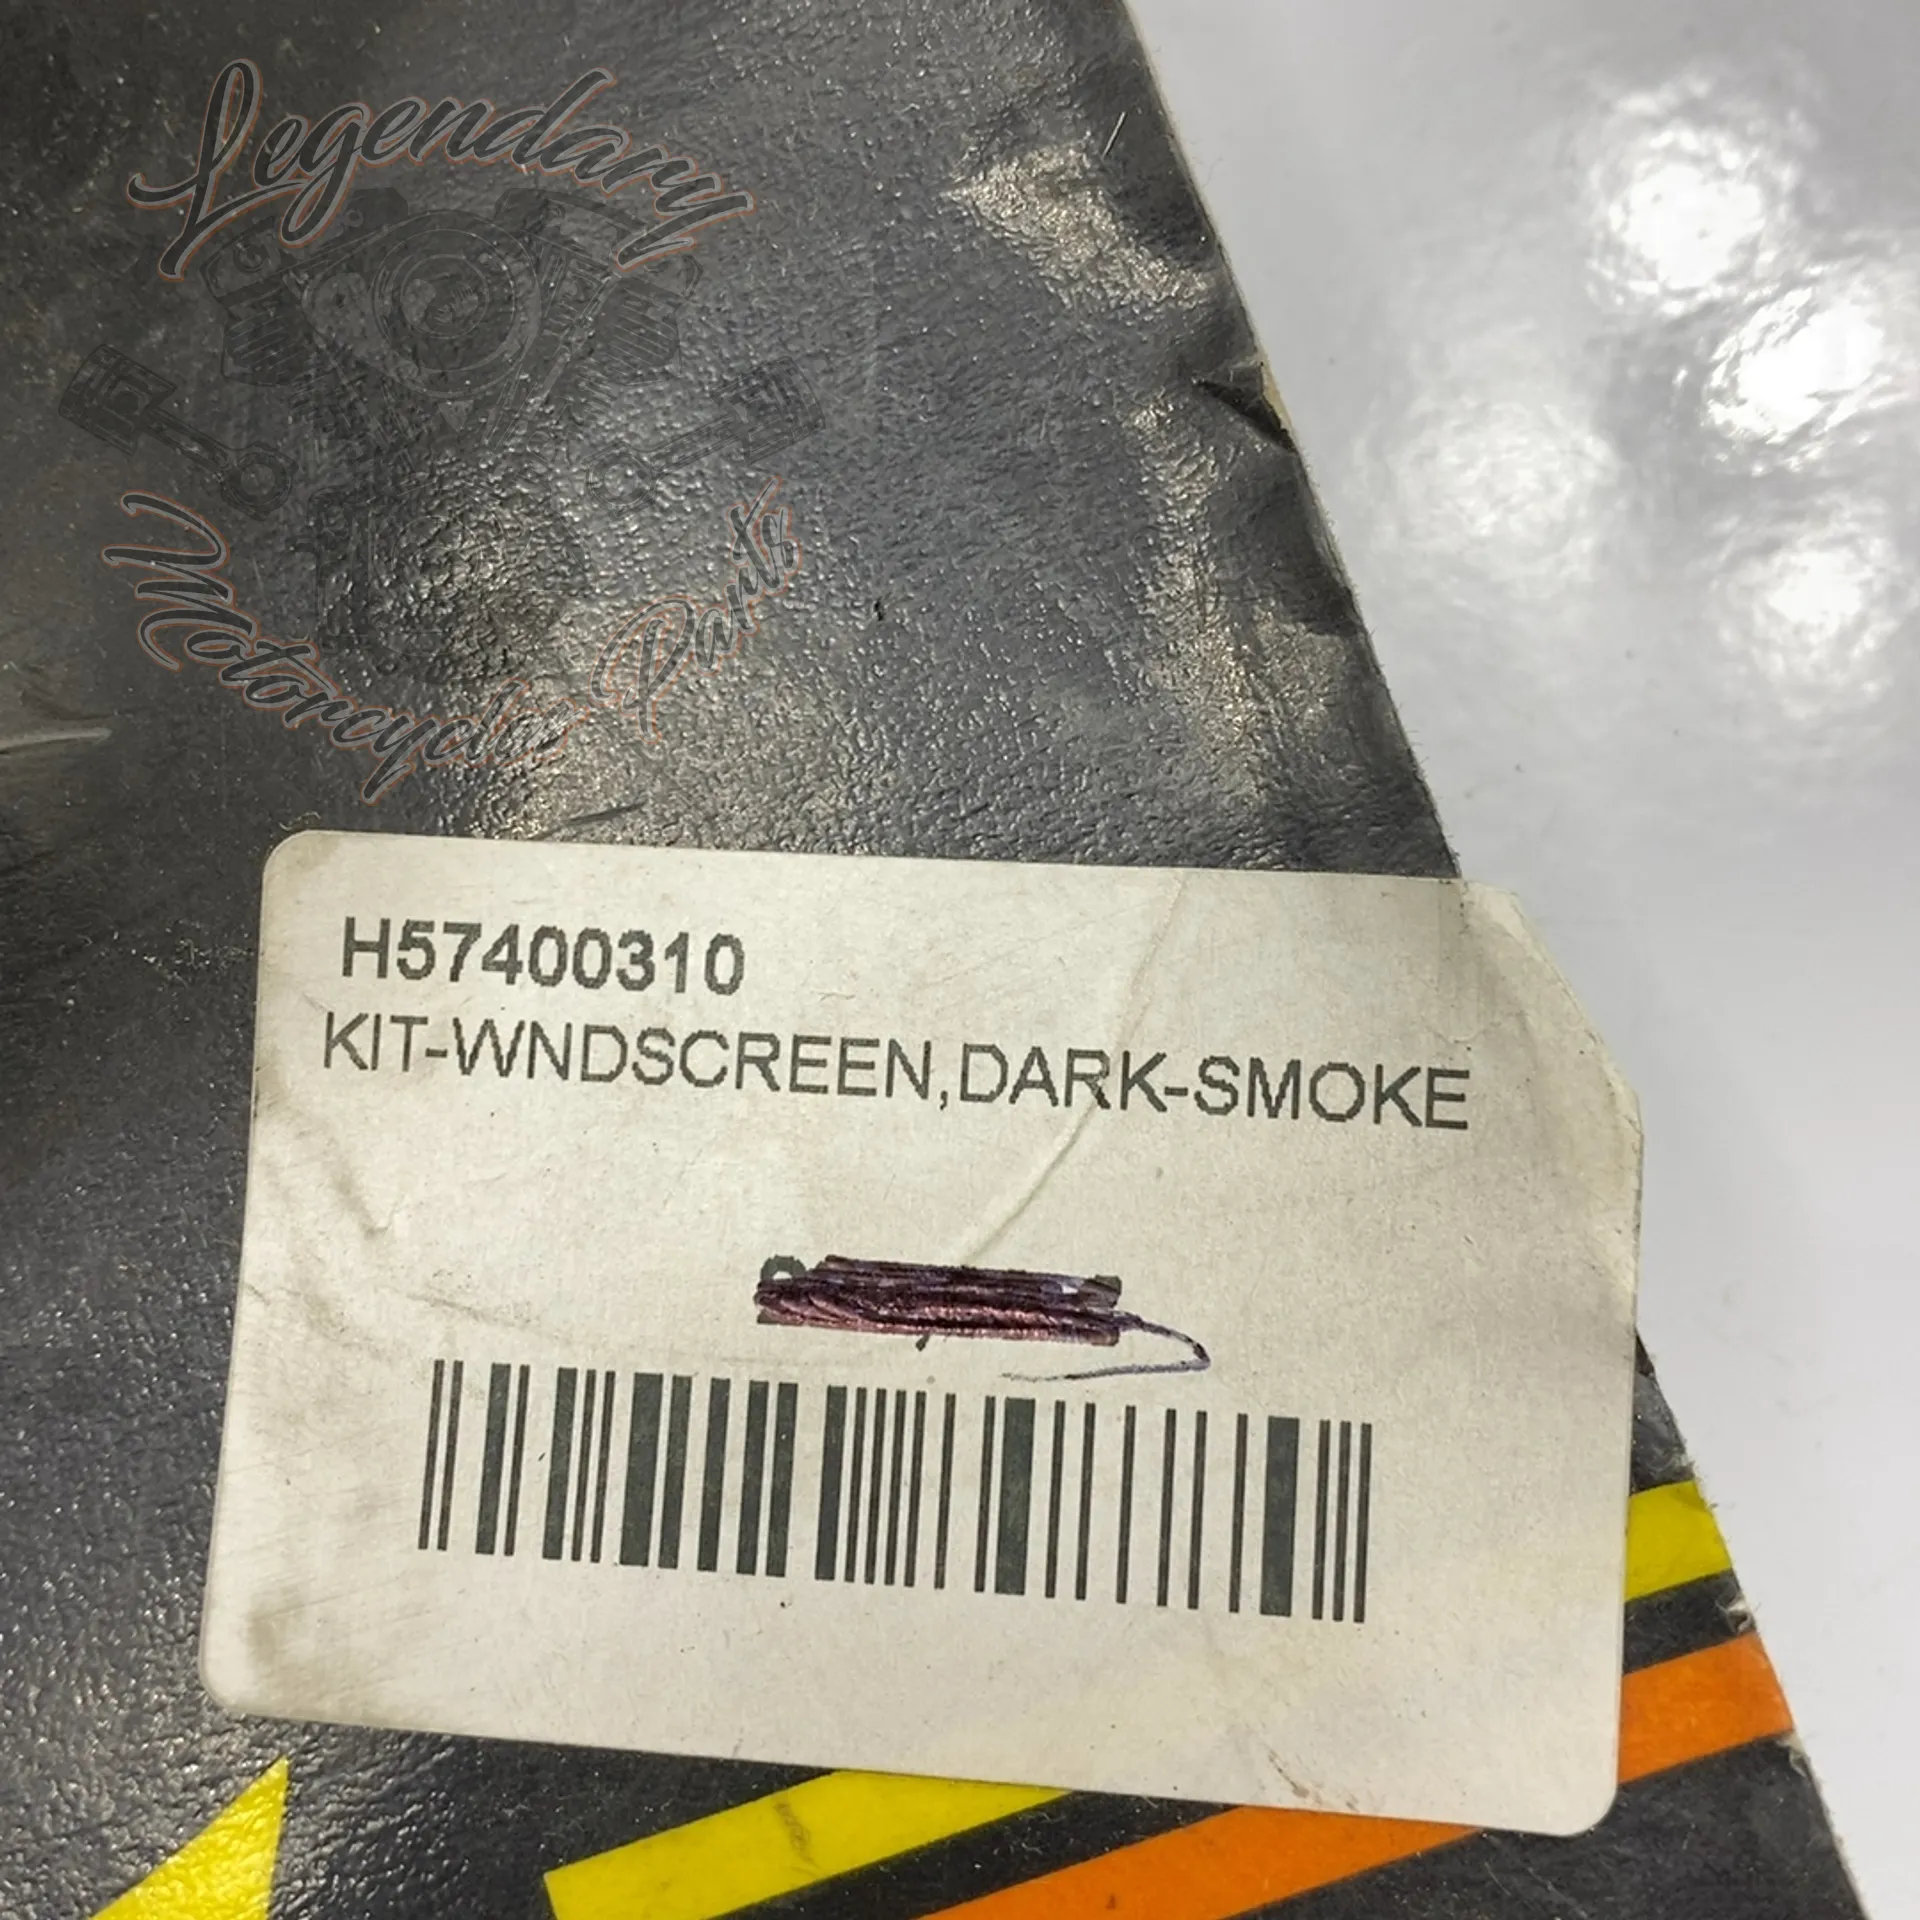 Legendary
Motorcycle Parts
H57400310
KIT-WNDSCREEN,DARK-SMOKE